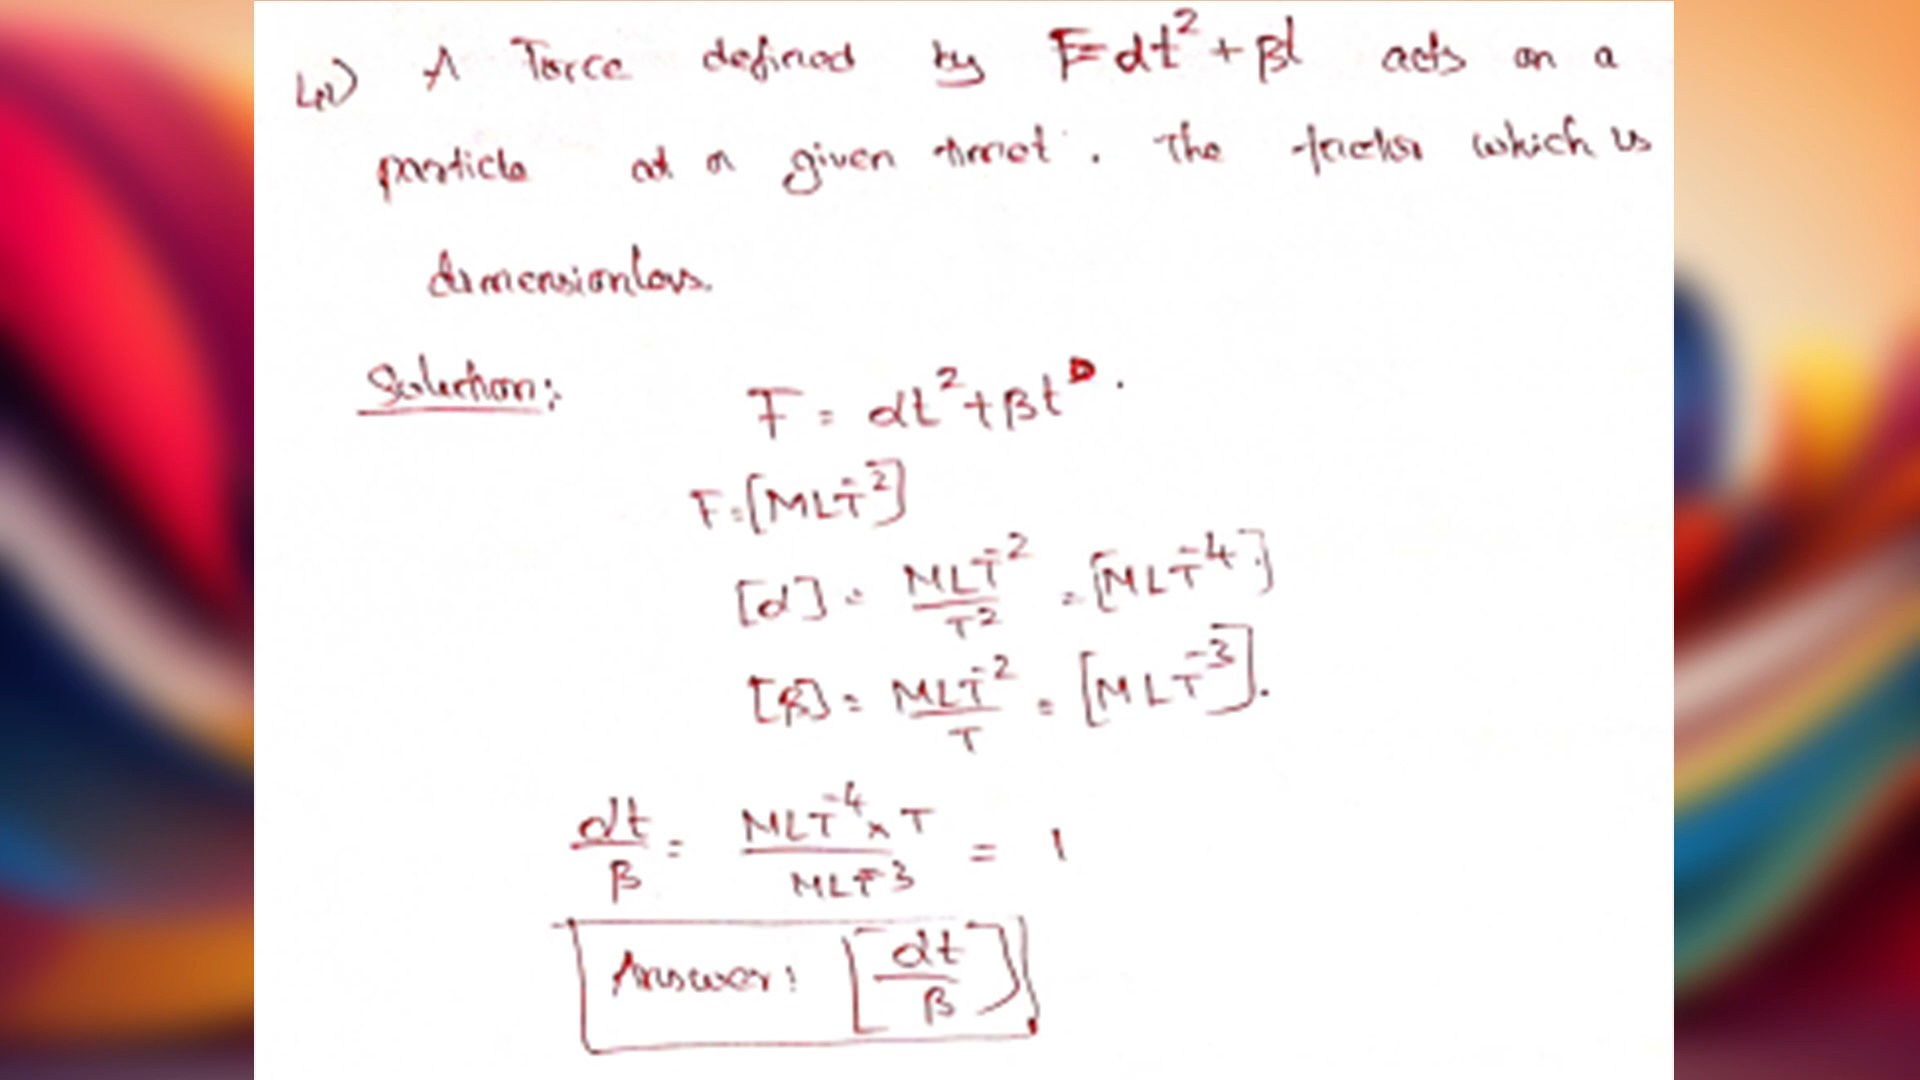 4) A Force defined by F=αt²+βt acts on a
particle at a given time t. The factor which is
dimensionless.
Solution:
F = αt²+βt.
F=[MLT⁻²]
[α] = MLT⁻²/T² = [MLT⁻⁴]
[β] = MLT⁻²/T = [MLT⁻³].
αt/β = MLT⁻⁴×T/MLT⁻³ = 1
Answer: [αt/β]